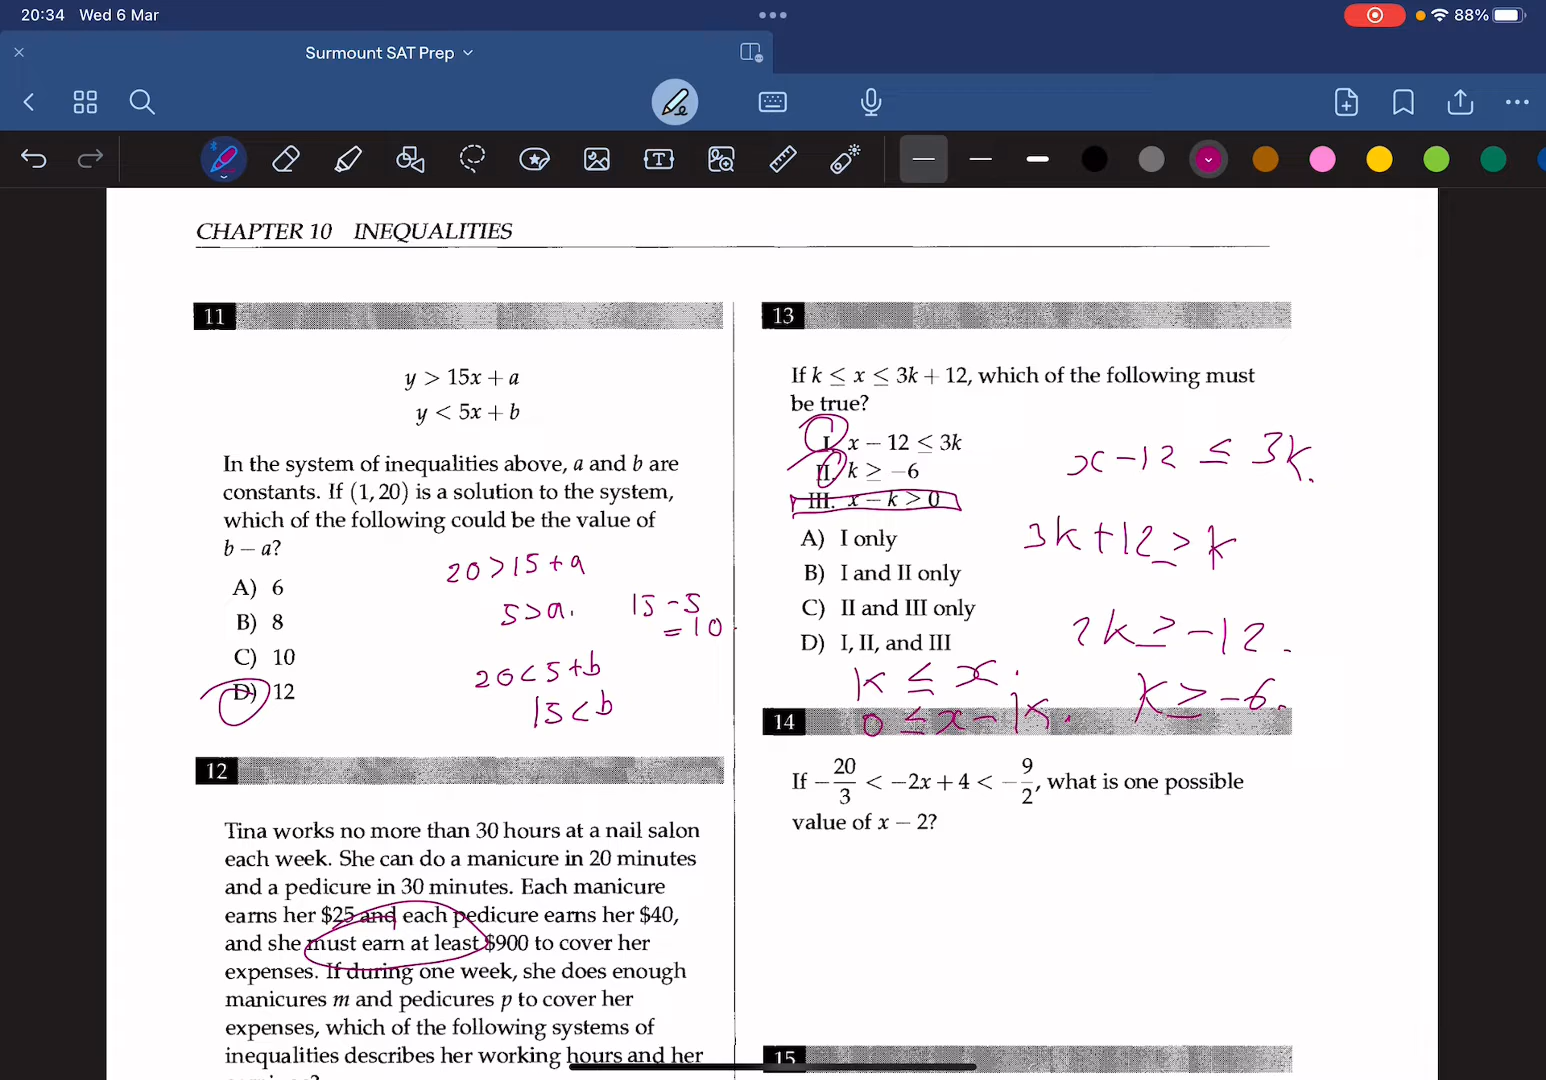 20:34 Wed 6 Mar
88%
Surmount SAT Prep
CHAPTER 10 INEQUALITIES
11
y > 15x + a
y < 5x + b
In the system of inequalities above, a and b are
constants. If (1, 20) is a solution to the system,
which of the following could be the value of
b − a?
A) 6
B) 8
C) 10
D) 12
20>15+a
5>a.
15-5
=10
20<5+b
15<b
12
Tina works no more than 30 hours at a nail salon
each week. She can do a manicure in 20 minutes
and a pedicure in 30 minutes. Each manicure
earns her $25 and each pedicure earns her $40,
and she must earn at least $900 to cover her
expenses. If during one week, she does enough
manicures m and pedicures p to cover her
expenses, which of the following systems of
inequalities describes her working hours and her
13
If k ≤ x ≤ 3k + 12, which of the following must
be true?
I. x − 12 ≤ 3k
II. k ≥ −6
III. x − k > 0
A) I only
B) I and II only
C) II and III only
D) I, II, and III
x-12 ≤ 3k.
3k+12≥k
2k≥-12.
k≥-6.
k ≤ x.
0 ≤ x-k.
14
If −20/3 < −2x + 4 < −9/2, what is one possible
value of x − 2?
15